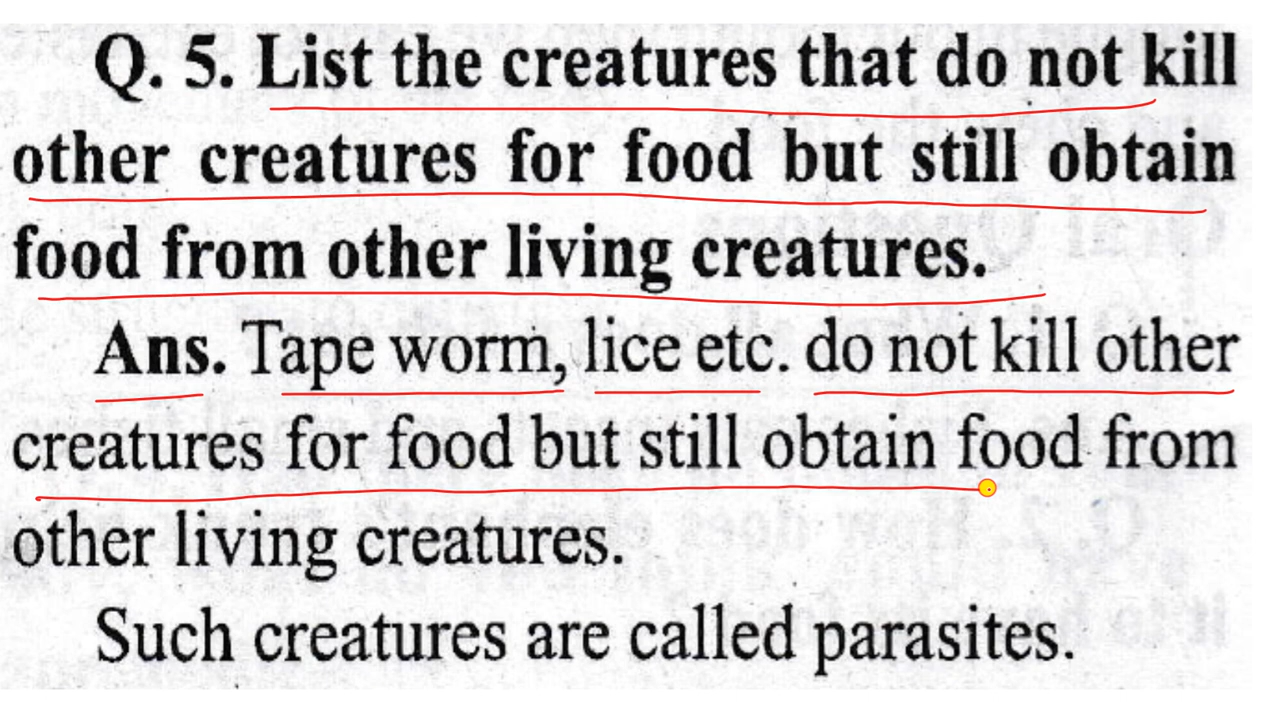 Q. 5. List the creatures that do not kill
other creatures for food but still obtain
food from other living creatures.
Ans. Tape worm, lice etc. do not kill other
creatures for food but still obtain food from
other living creatures.
Such creatures are called parasites.